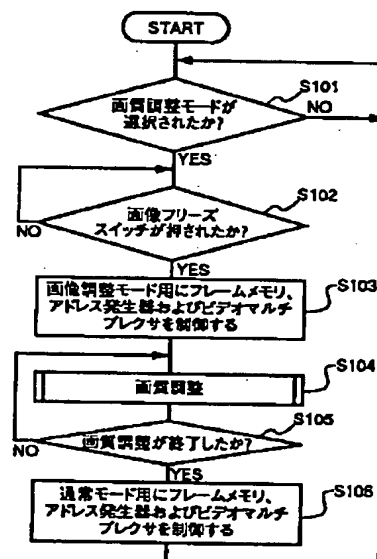 START
画質調整モードが
選択されたか?
S101
NO
YES
画像フリーズ
スイッチが押されたか?
S102
NO
YES
画像調整モード用にフレームメモリ、
アドレス発生器およびビデオマルチ
プレクサを制御する
S103
画質調整
S104
画質調整が終了したか?
S105
NO
YES
通常モード用にフレームメモリ、
アドレス発生器およびビデオマルチ
プレクサを制御する
S106